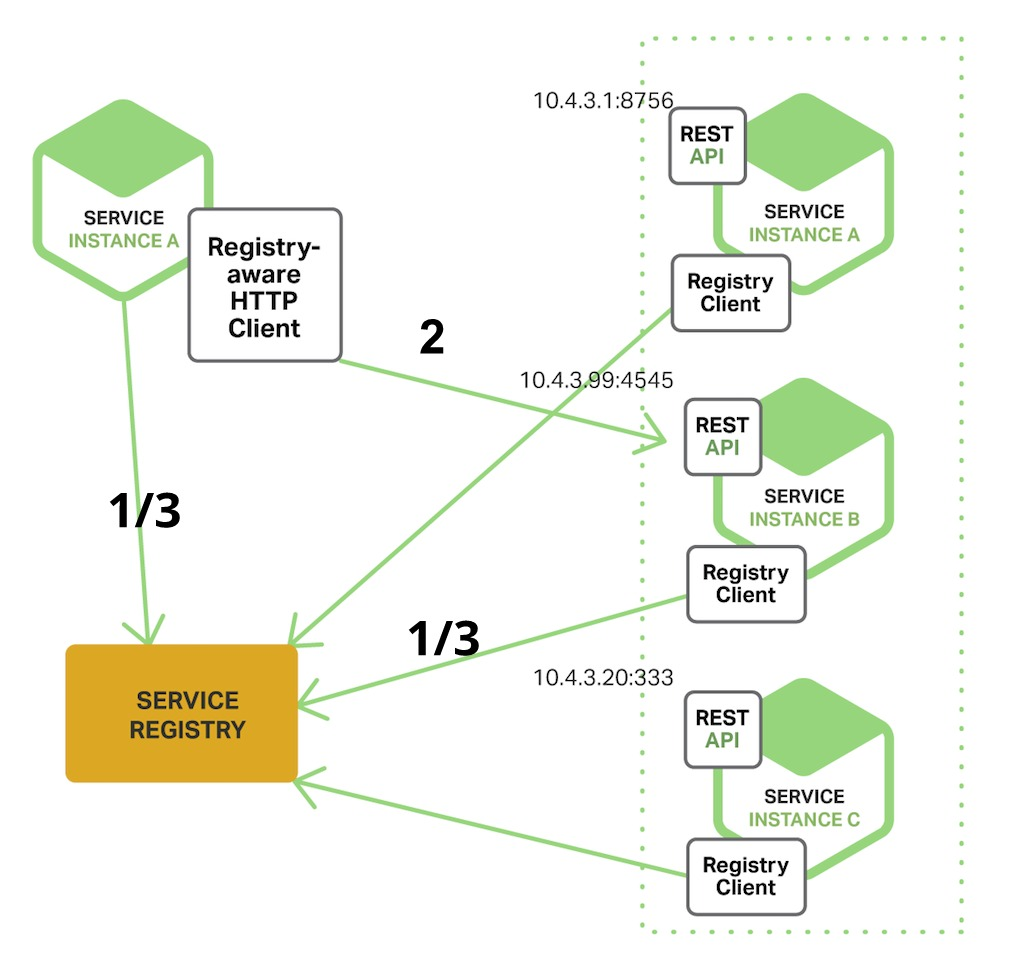 10.4.3.1:8756
REST
API
SERVICE
INSTANCE A
Registry
Client
SERVICE
INSTANCE A
Registry-
aware
HTTP
Client
2
10.4.3.99:4545
REST
API
SERVICE
INSTANCE B
Registry
Client
1/3
1/3
SERVICE
REGISTRY
10.4.3.20:333
REST
API
SERVICE
INSTANCE C
Registry
Client